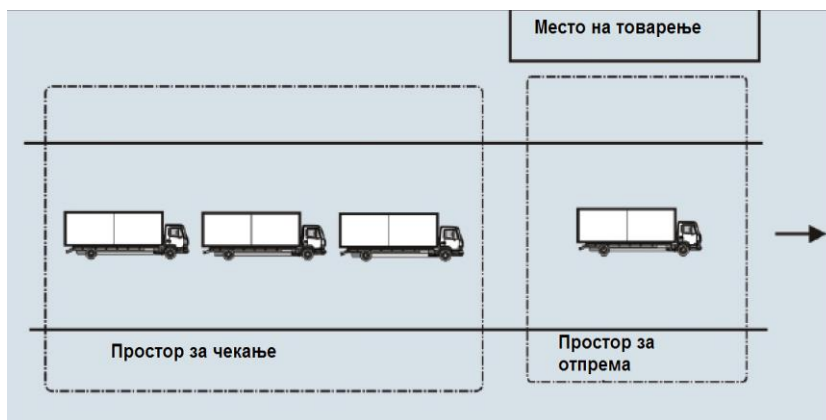 Место на товарење
Простор за чекање
Простор за
отпрема